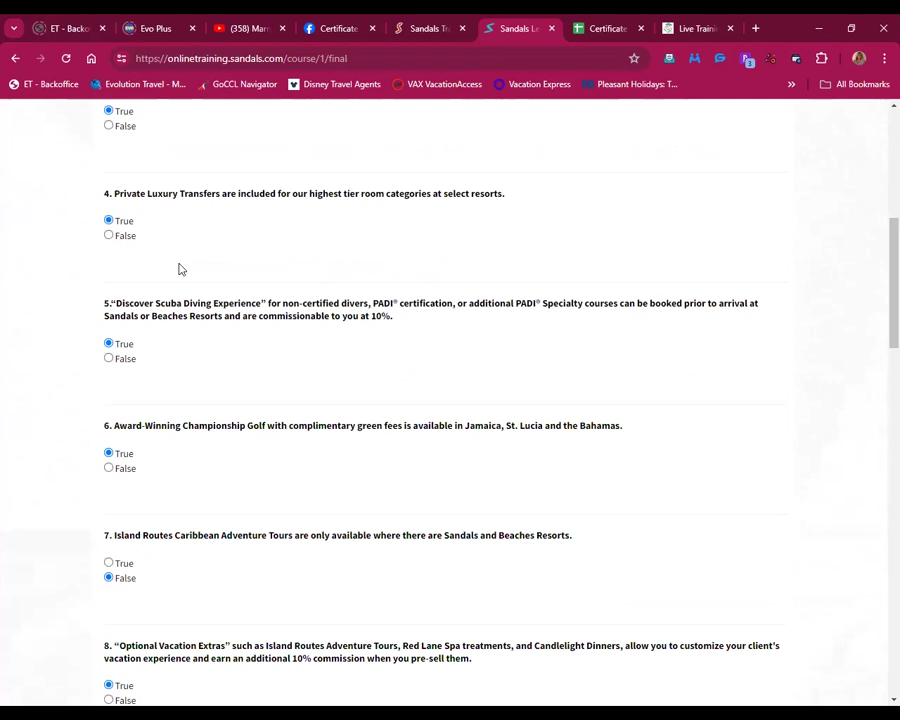 ET - Backo
Evo Plus
(358) Marr
Certificate
Sandals Tr
Sandals Le
Certificate
Live Trainin
https://onlinetraining.sandals.com/course/1/final
3
ET - Backoffice
Evolution Travel - M...
GoCCL Navigator
Disney Travel Agents
VAX VacationAccess
Vacation Express
Pleasant Holidays: T...
All Bookmarks
True
False
4. Private Luxury Transfers are included for our highest tier room categories at select resorts.
True
False
5."Discover Scuba Diving Experience" for non-certified divers, PADI® certification, or additional PADI® Specialty courses can be booked prior to arrival at
Sandals or Beaches Resorts and are commissionable to you at 10%.
True
False
6. Award-Winning Championship Golf with complimentary green fees is available in Jamaica, St. Lucia and the Bahamas.
True
False
7. Island Routes Caribbean Adventure Tours are only available where there are Sandals and Beaches Resorts.
True
False
8. "Optional Vacation Extras" such as Island Routes Adventure Tours, Red Lane Spa treatments, and Candlelight Dinners, allow you to customize your client's
vacation experience and earn an additional 10% commission when you pre-sell them.
True
False